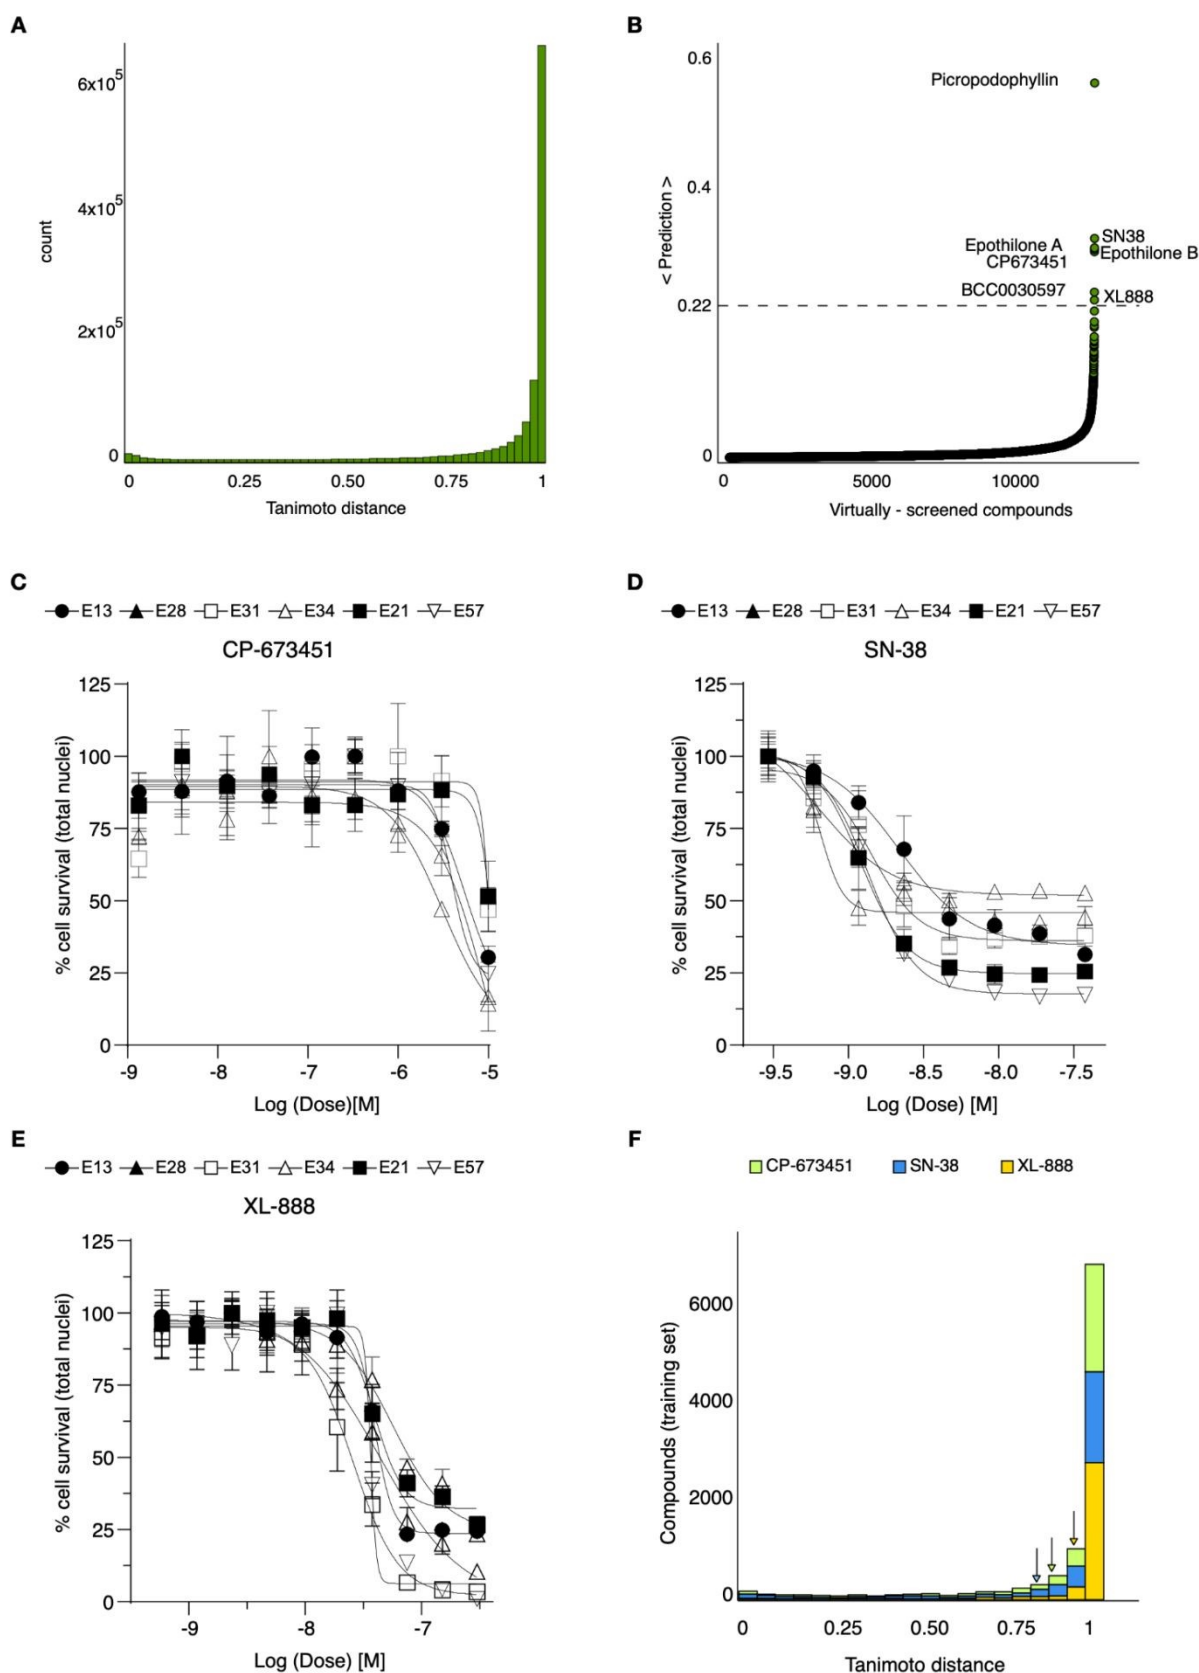 A
6x10^5
4x10^5
2x10^5
0
count
0 0.25 0.50 0.75 1
Tanimoto distance
B
0.6
0.4
0.22
0
< Prediction >
Picropodophyllin
SN38
Epothilone A
Epothilone B
CP673451
BCC0030597
XL888
5000 10000
Virtually - screened compounds
C
E13 E28 E31 E34 E21 E57
CP-673451
125
100
75
50
25
0
% cell survival (total nuclei)
-9 -8 -7 -6 -5
Log (Dose)[M]
D
E13 E28 E31 E34 E21 E57
SN-38
125
100
75
50
25
0
% cell survival (total nuclei)
-9.5 -9.0 -8.5 -8.0 -7.5
Log (Dose) [M]
E
E13 E28 E31 E34 E21 E57
XL-888
125
100
75
50
25
0
% cell survival (total nuclei)
-9 -8 -7
Log (Dose) [M]
F
CP-673451 SN-38 XL-888
6000
4000
2000
0
Compounds (training set)
0 0.25 0.50 0.75 1
Tanimoto distance